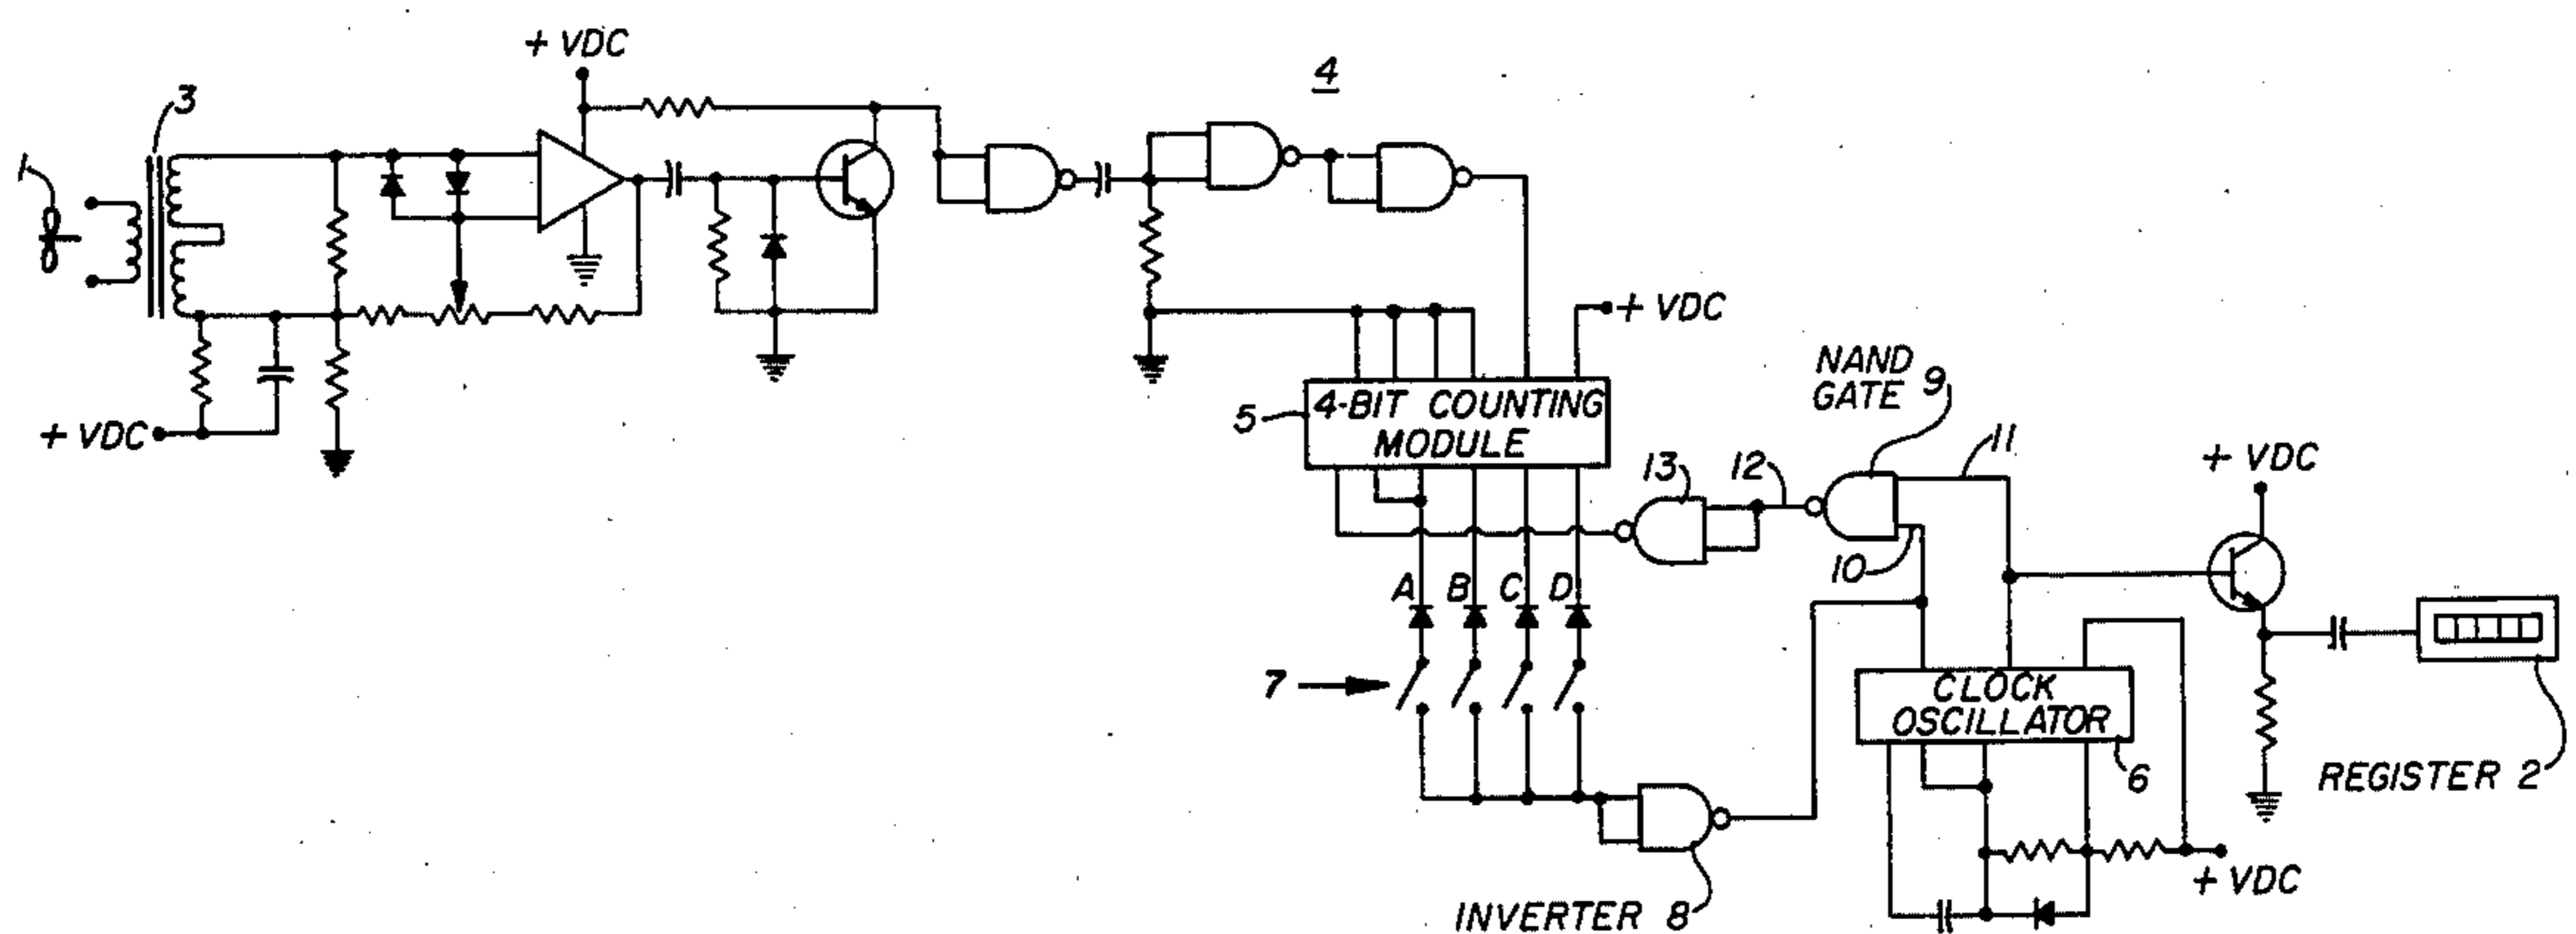 + VDC
4
3
1
+ VDC
+ VDC
NAND
GATE 9
5
4-BIT COUNTING
MODULE
13
12
11
+ VDC
10
A B C D
7
CLOCK
OSCILLATOR
6
REGISTER 2
+ VDC
INVERTER 8